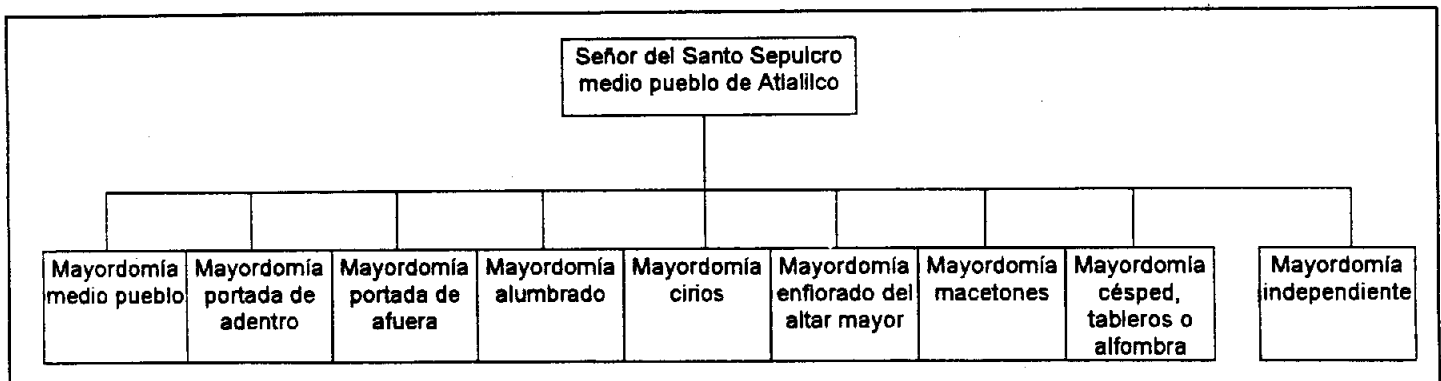 Señor del Santo Sepulcro
medio pueblo de Atlalilco
Mayordomía
medio pueblo
Mayordomía
portada de
adentro
Mayordomía
portada de
afuera
Mayordomía
alumbrado
Mayordomía
cirios
Mayordomía
enflorado del
altar mayor
Mayordomía
macetones
Mayordomía
césped,
tableros o
alfombra
Mayordomía
independiente